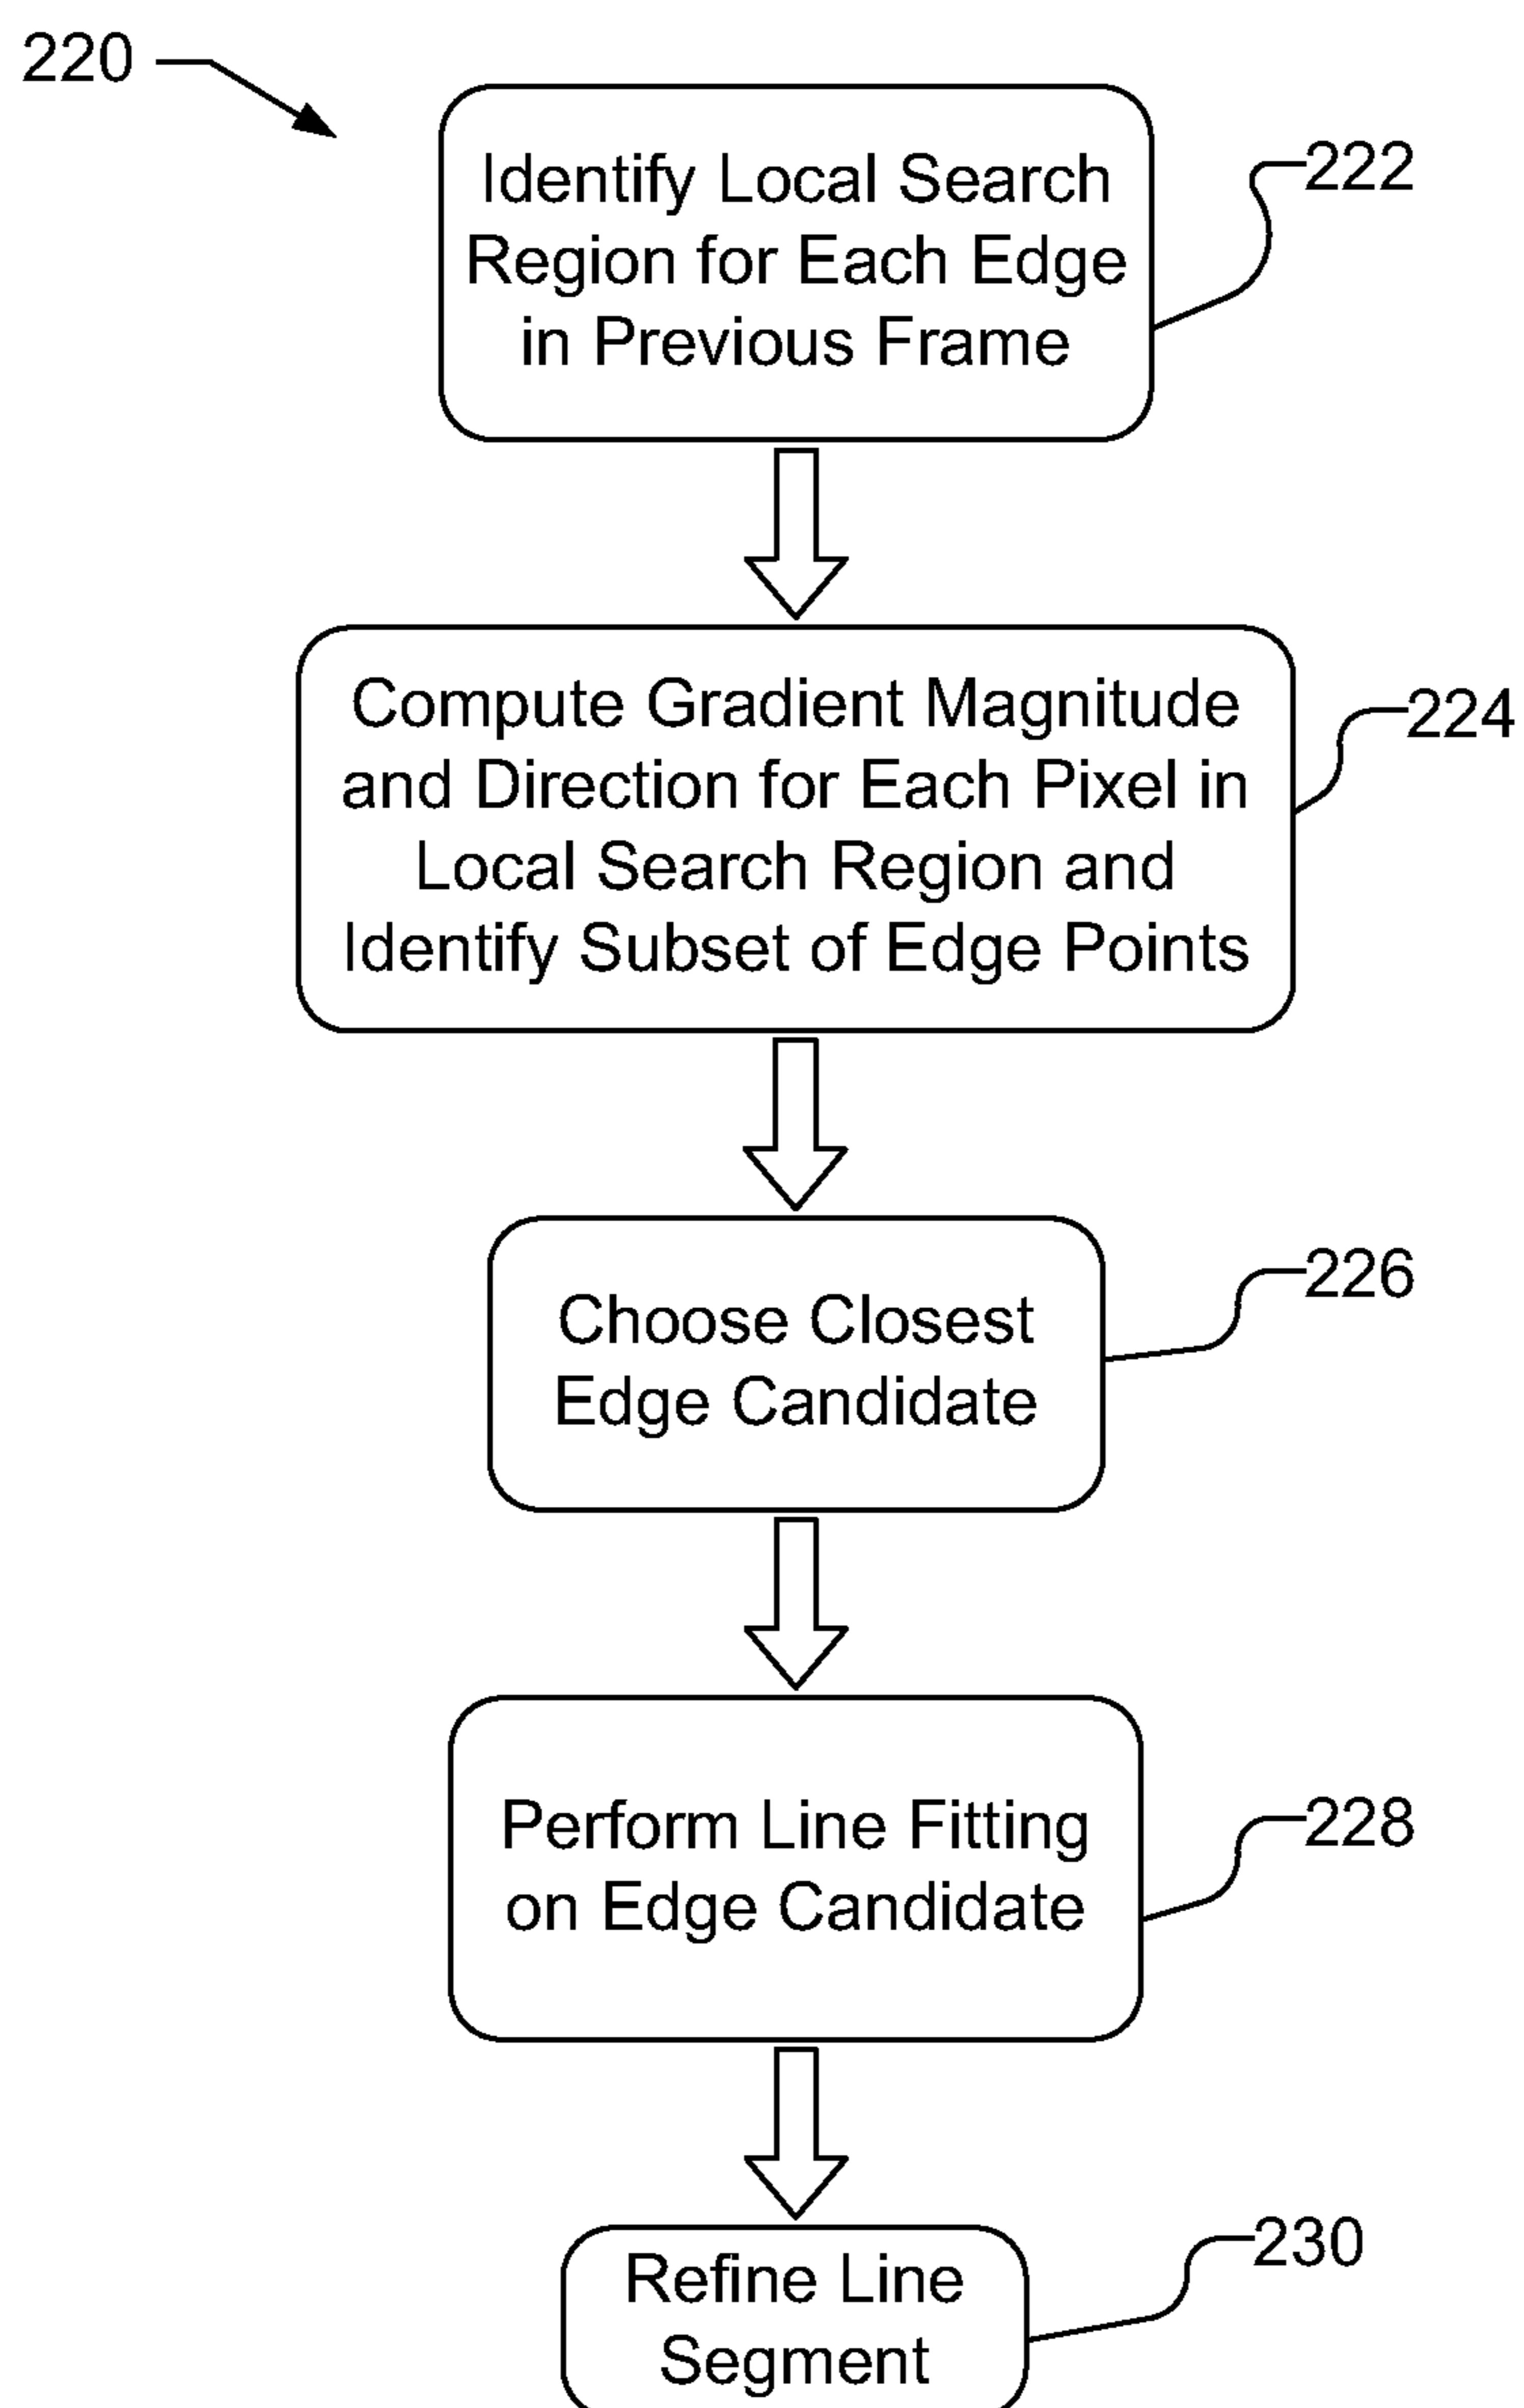 220
Identify Local Search
Region for Each Edge
in Previous Frame
222
Compute Gradient Magnitude
and Direction for Each Pixel in
Local Search Region and
Identify Subset of Edge Points
224
Choose Closest
Edge Candidate
226
Perform Line Fitting
on Edge Candidate
228
Refine Line
Segment
230